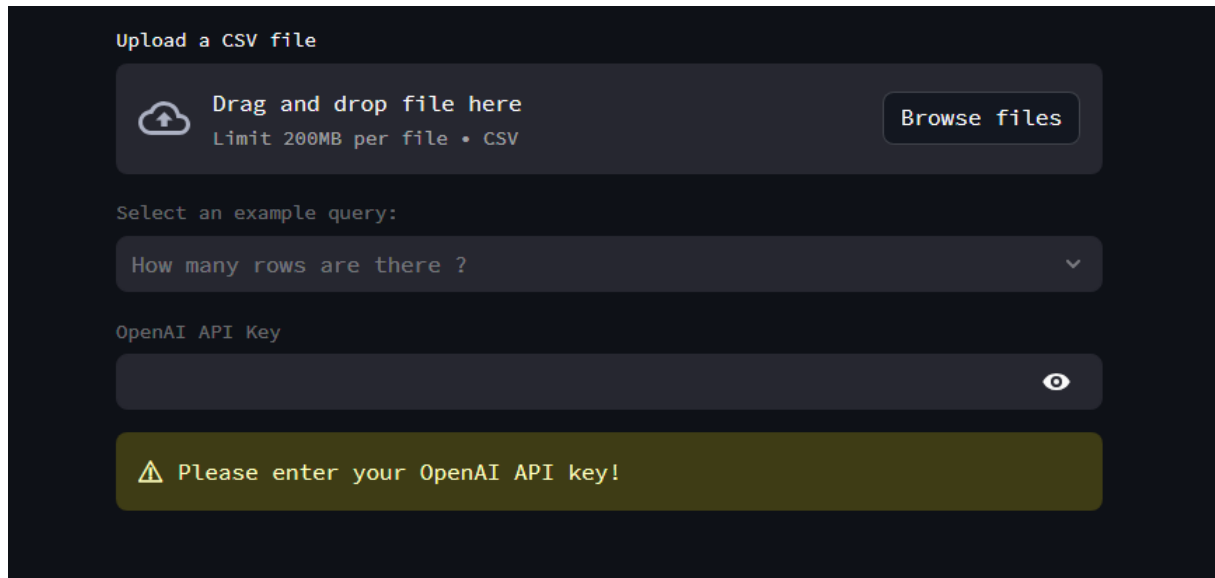 Upload a CSV file
Drag and drop file here
Limit 200MB per file • CSV
Browse files
Select an example query:
How many rows are there ?
OpenAI API Key
⚠ Please enter your OpenAI API key!